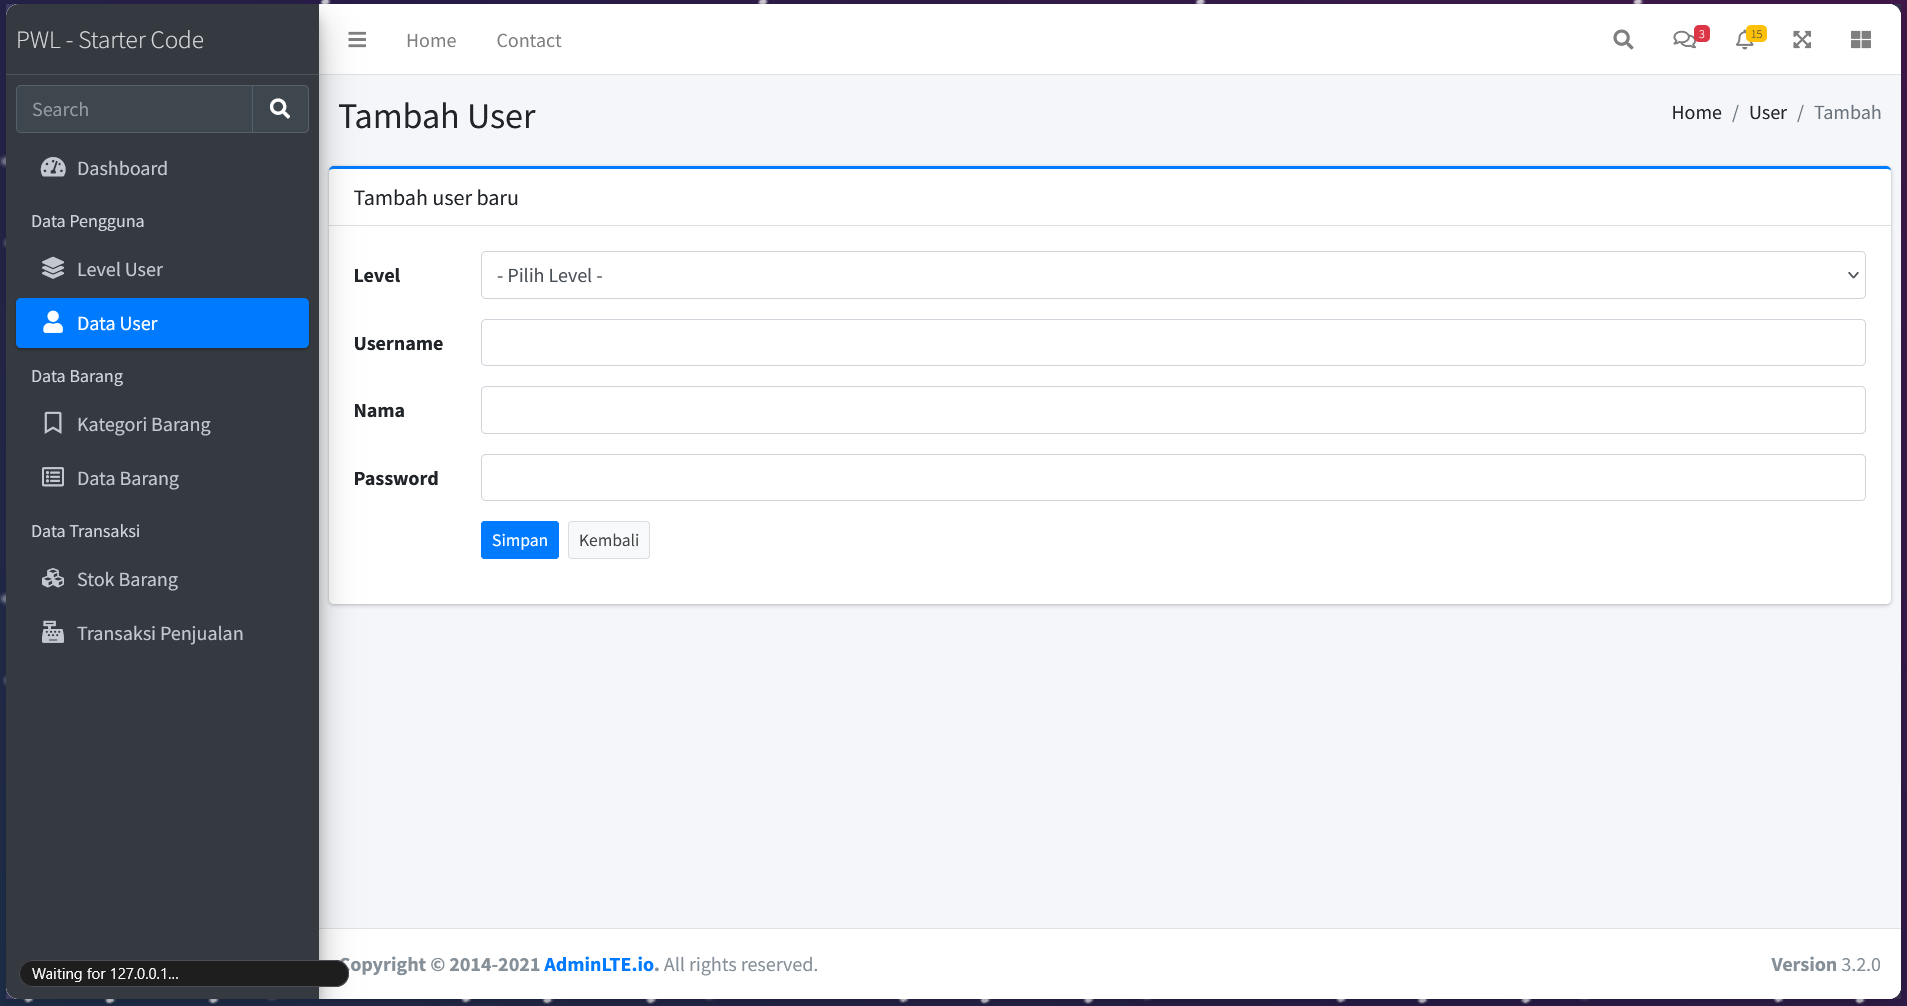 PWL - Starter Code
Home
Contact
3
15
Search
Dashboard
Data Pengguna
Level User
Data User
Data Barang
Kategori Barang
Data Barang
Data Transaksi
Stok Barang
Transaksi Penjualan
Tambah User
Home / User / Tambah
Tambah user baru
Level
- Pilih Level -
Username
Nama
Password
Simpan
Kembali
Copyright © 2014-2021 AdminLTE.io. All rights reserved.
Version 3.2.0
Waiting for 127.0.0.1...